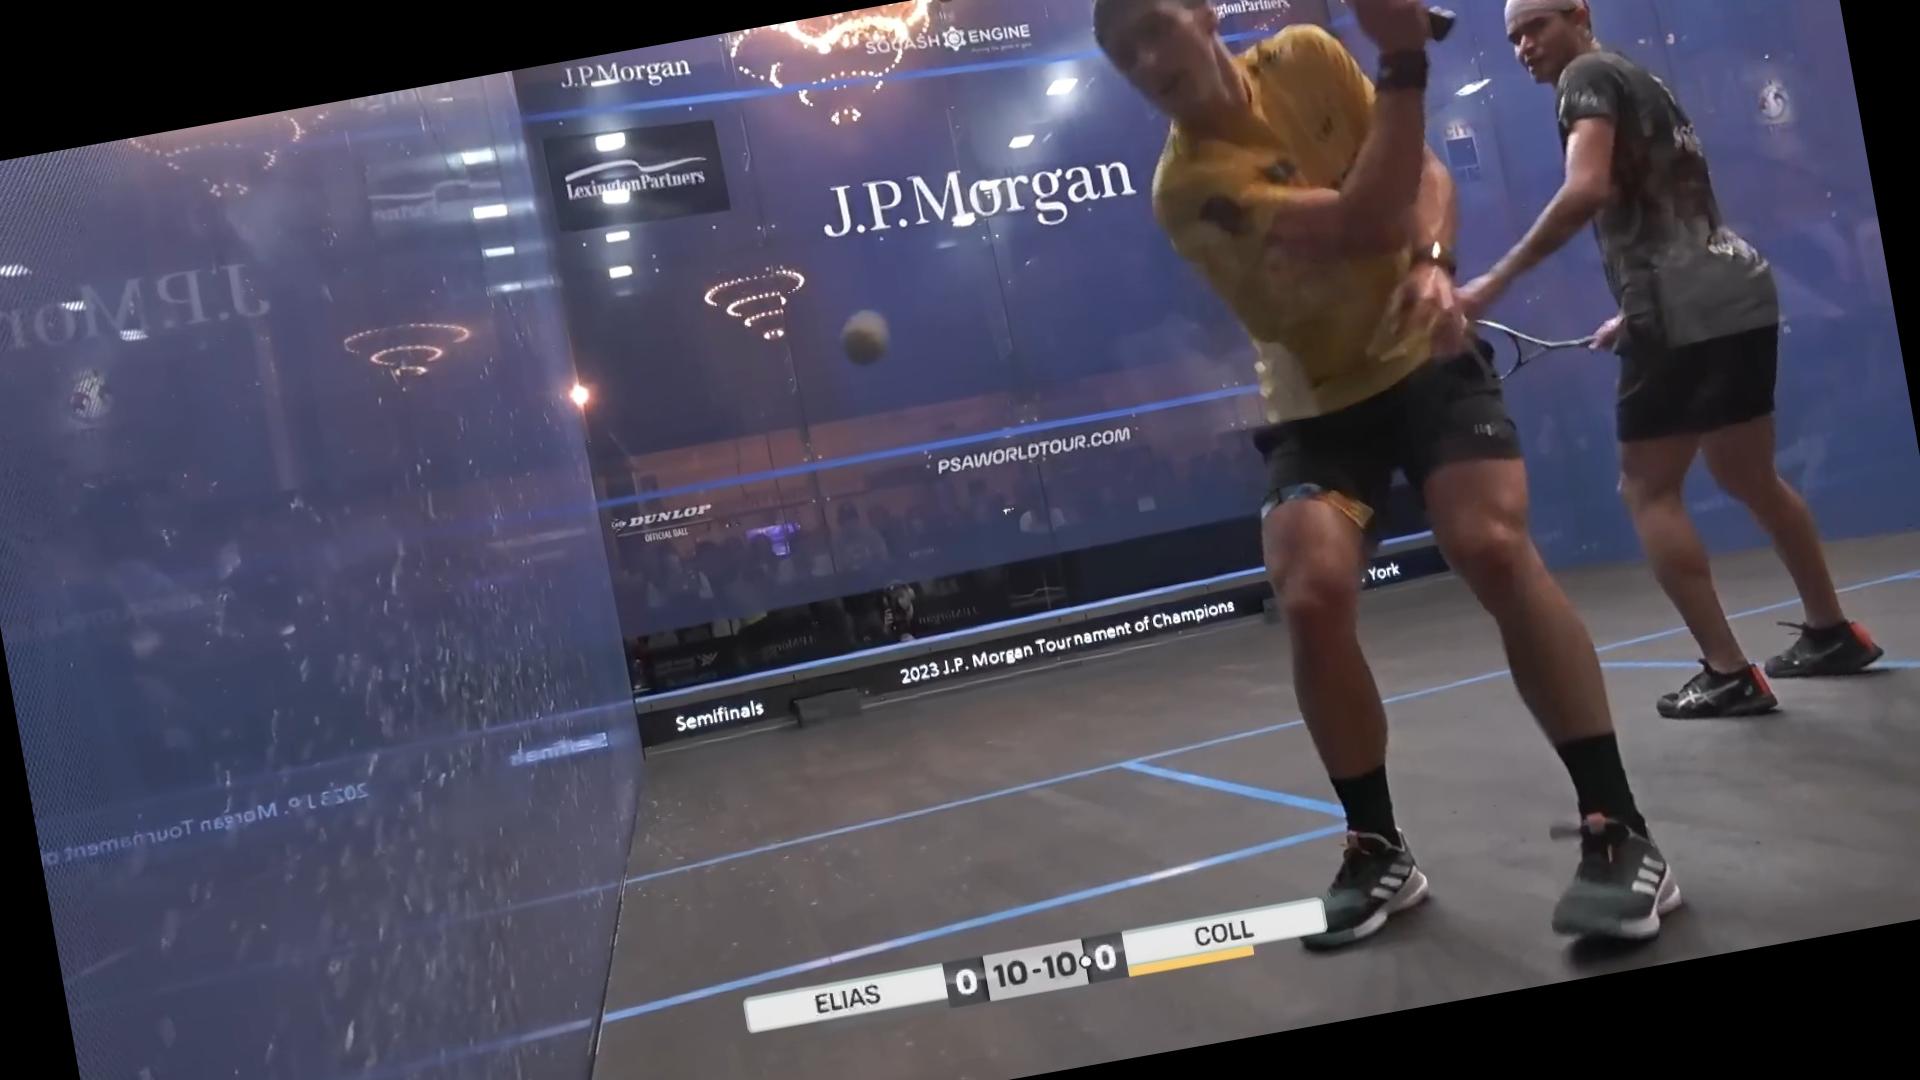 SQUASH ENGINE
J.P.Morgan
LexingtonPartners
J.P.Morgan
PSAWORLDTOUR.COM
DUNLOP
OFFICIAL BALL
York
2023 J.P. Morgan Tournament of Champions
Semifinals
ELIAS 0 10-10 0 COLL